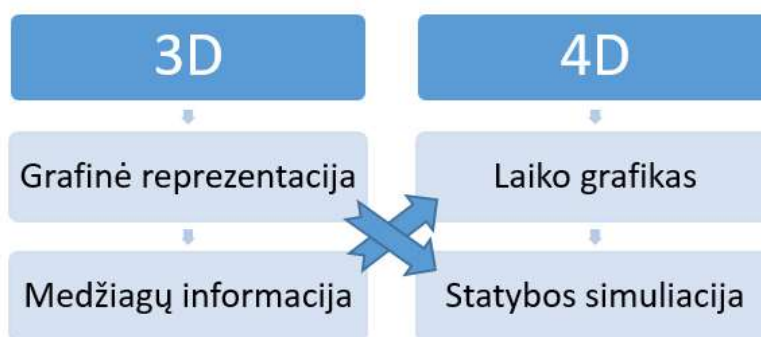 3D
4D
Grafinė reprezentacija
Laiko grafikas
Medžiagų informacija
Statybos simuliacija